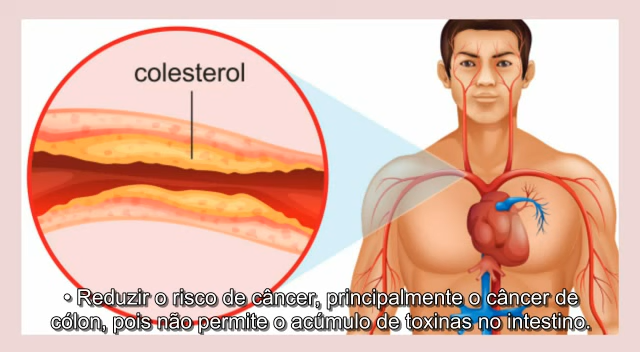 colesterol
• Reduzir o risco de câncer, principalmente o câncer de
cólon, pois não permite o acúmulo de toxinas no intestino.